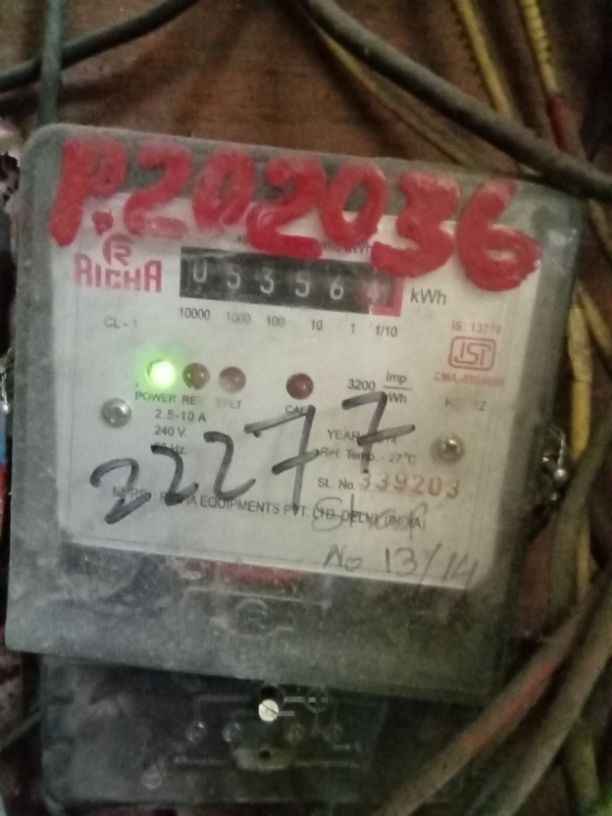 P.202036
R
RICHA
05356
kWh
CL - 1
10000 1000 100 10 1 1/10
IS: 13779
ISI
POWER REV
CAL
3200 imp
kWh
2.5-10 A
240 V.
YEAR
Ref. Temp. - 27°C
22277
SL. No. 339203
EQUIPMENTS PVT. LTD. DELHI (INDIA)
Shop
No 13/14